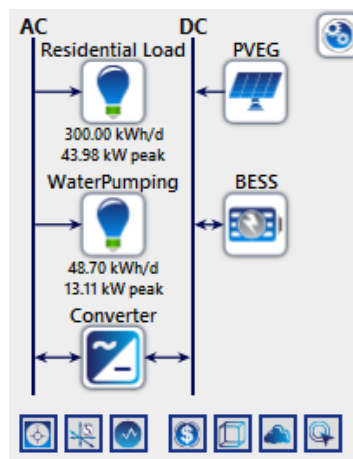 AC DC
Residential Load PVEG
300.00 kWh/d
43.98 kW peak
WaterPumping BESS
48.70 kWh/d
13.11 kW peak
Converter